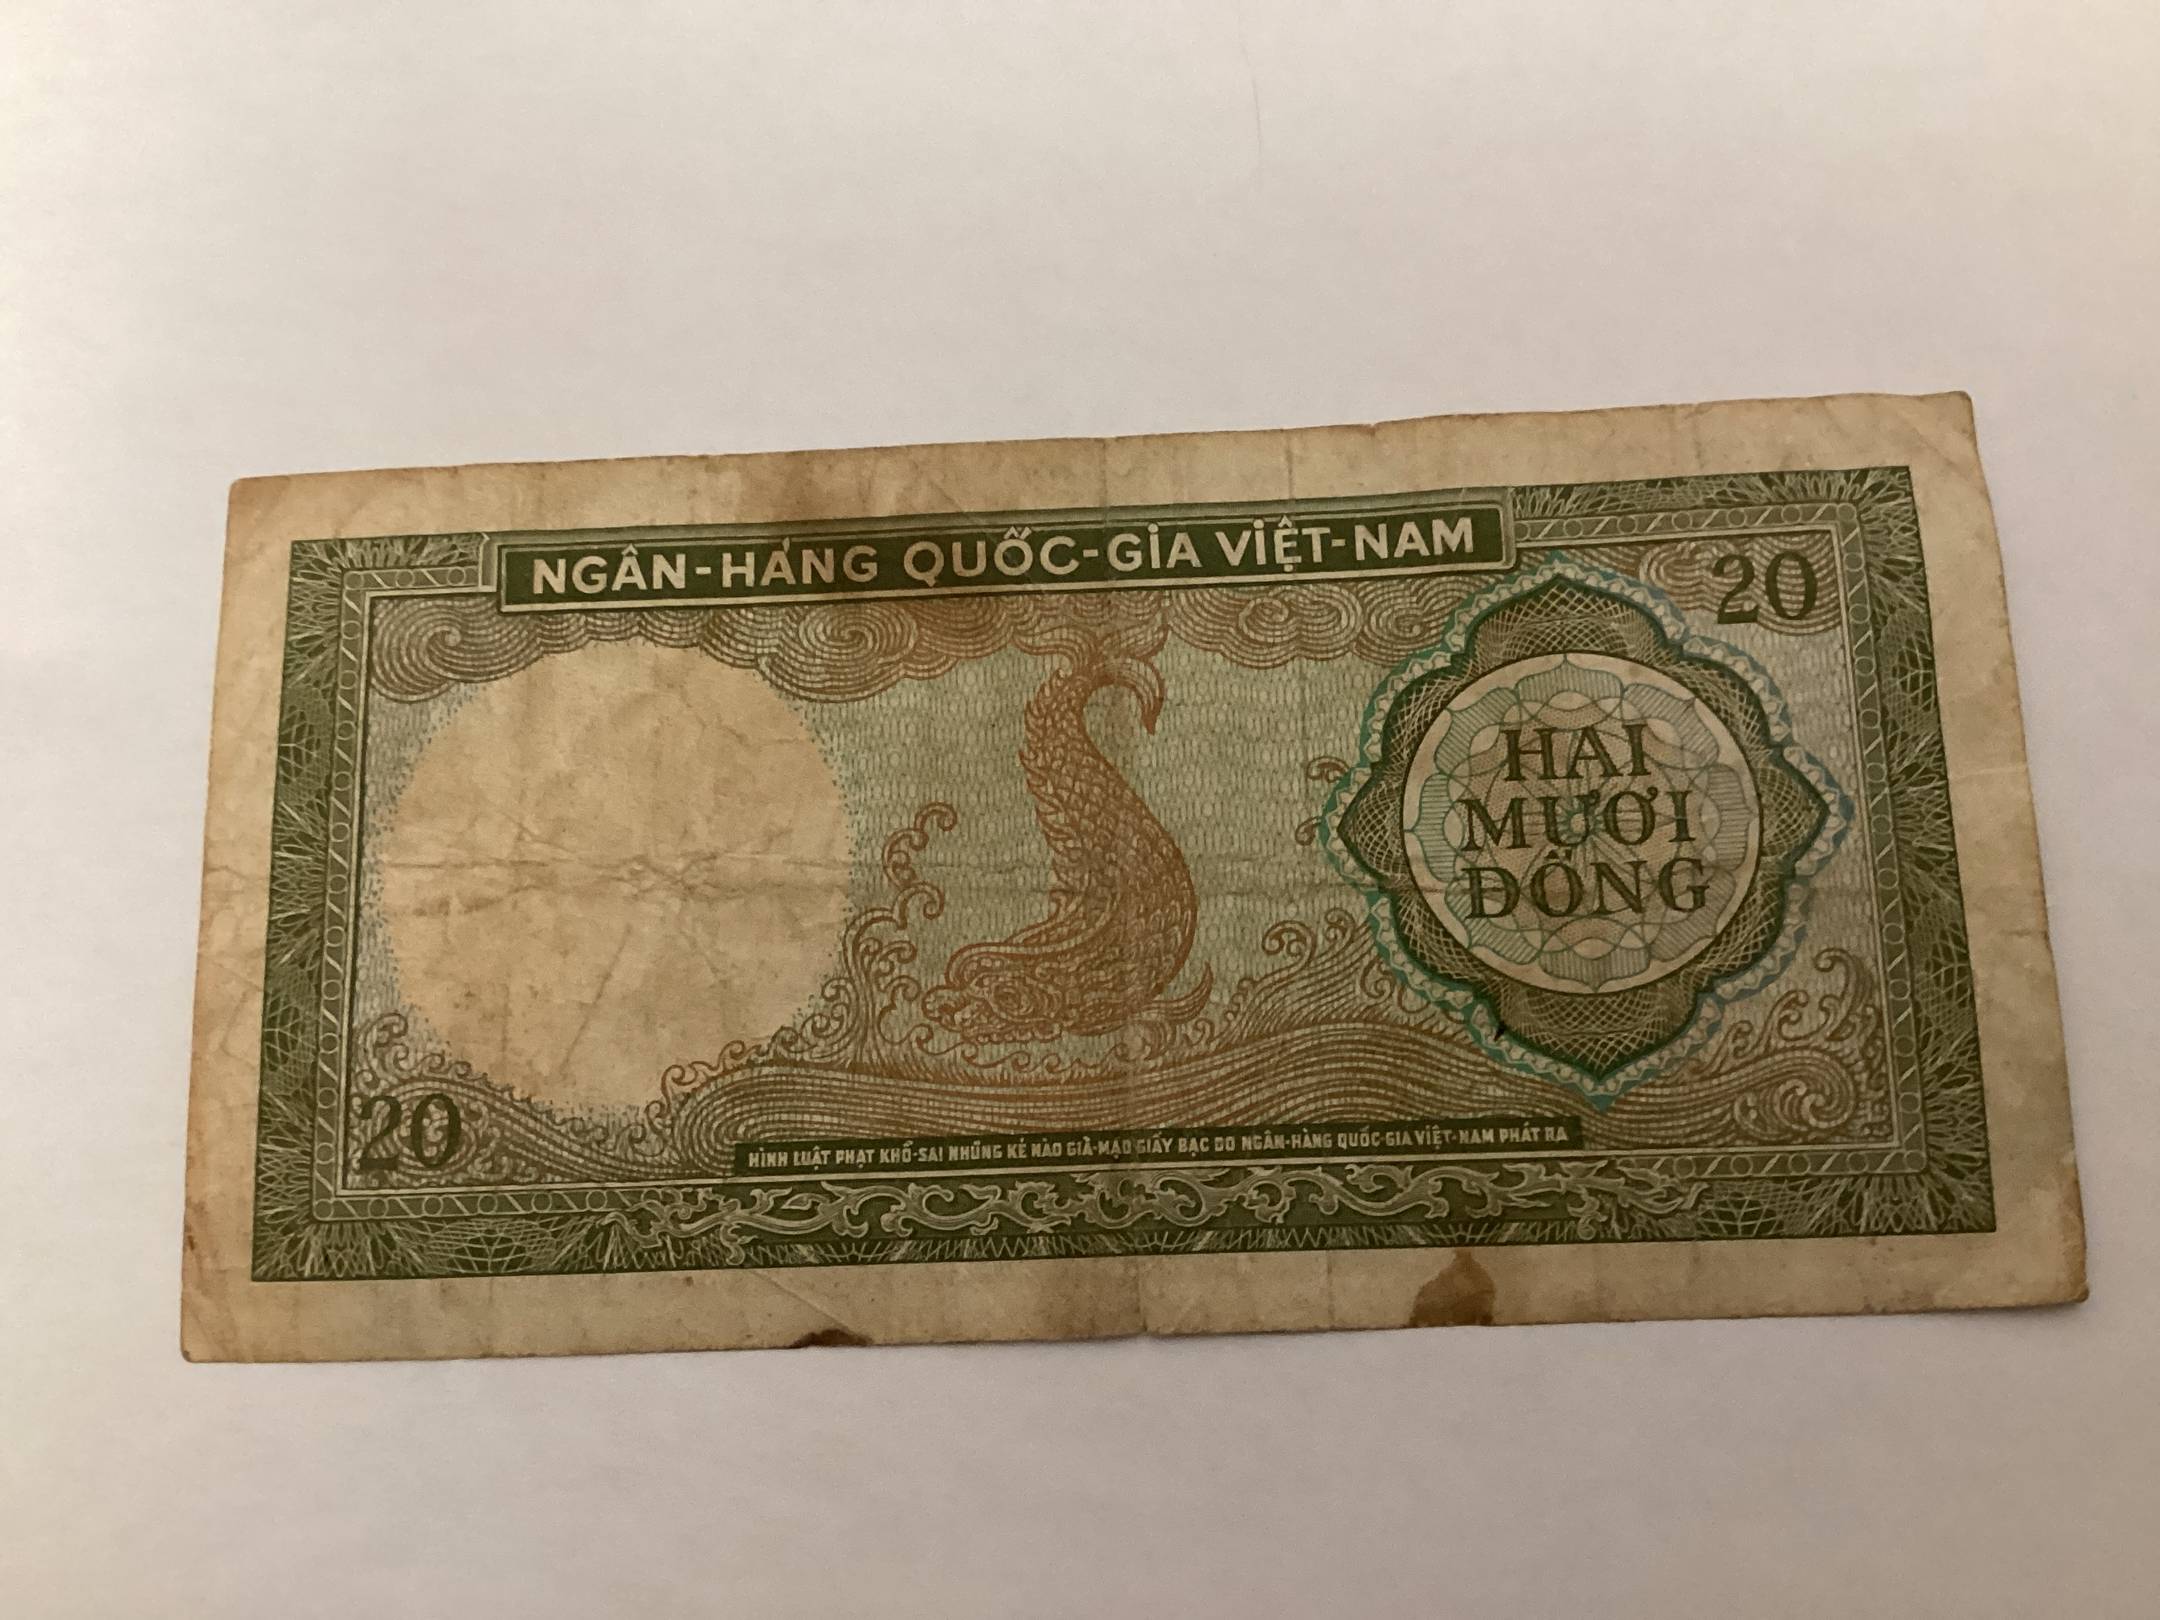 NGÂN-HÀNG QUỐC-GIA VIỆT-NAM
20
HAI
MƯƠI
ĐỒNG
20
HÌNH LUẬT PHẠT KHỔ-SAI NHỮNG KẺ NÀO GIẢ-MẠO GIẤY BẠC DO NGÂN-HÀNG QUỐC-GIA VIỆT-NAM PHÁT RA